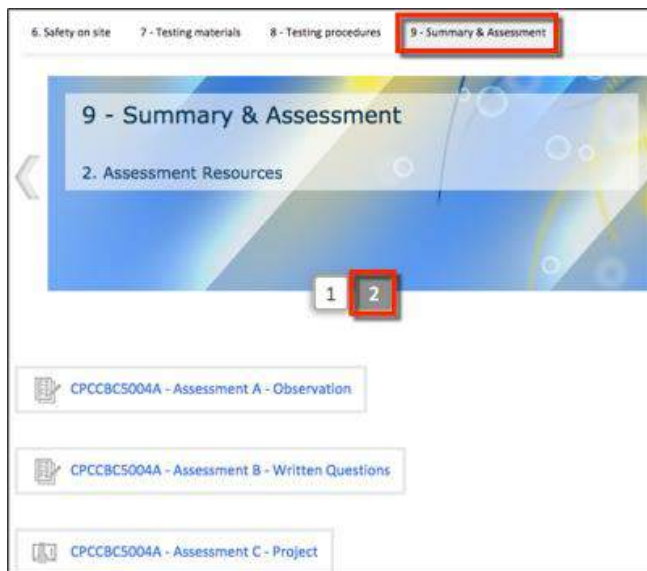 6. Safety on site 7 - Testing materials 8 - Testing procedures 9 - Summary & Assessment
9 - Summary & Assessment
2. Assessment Resources
1 2
CPCCBC5004A - Assessment A - Observation
CPCCBC5004A - Assessment B - Written Questions
CPCCBC5004A - Assessment C - Project